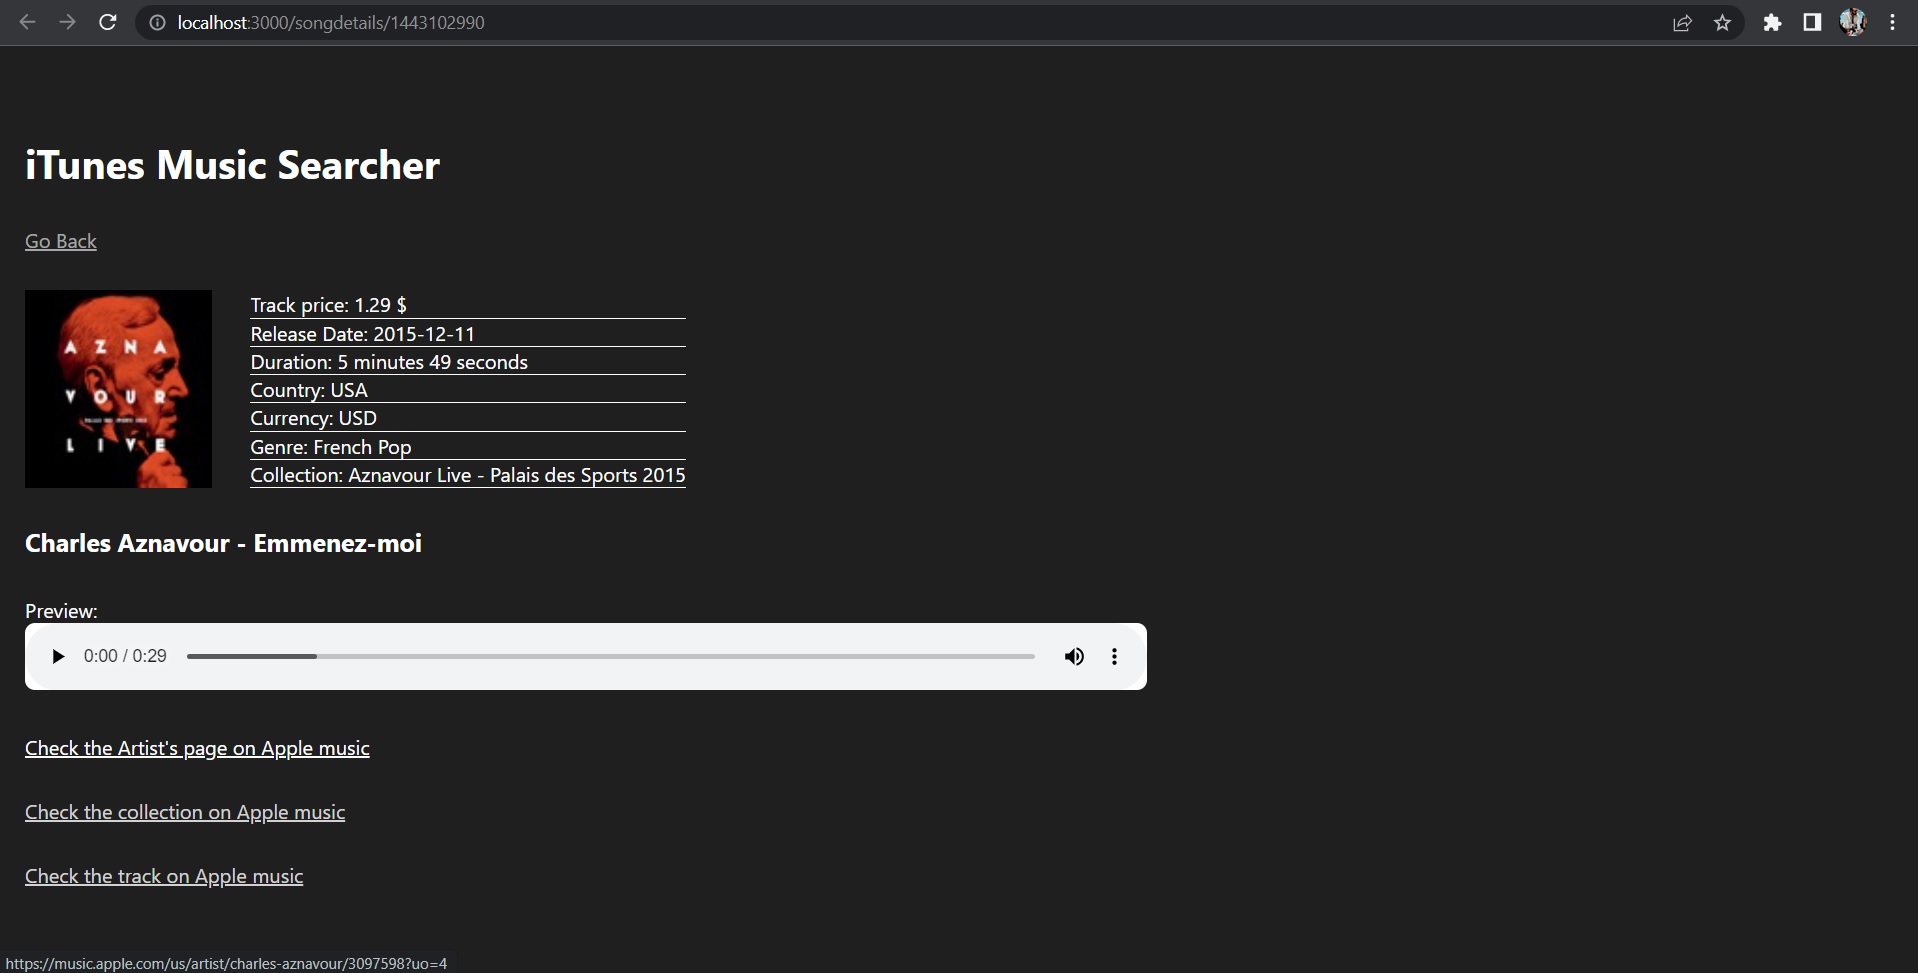 localhost:3000/songdetails/1443102990
iTunes Music Searcher
Go Back
AZNA
VOUR
LIVE
Track price: 1.29 $
Release Date: 2015-12-11
Duration: 5 minutes 49 seconds
Country: USA
Currency: USD
Genre: French Pop
Collection: Aznavour Live - Palais des Sports 2015
Charles Aznavour - Emmenez-moi
Preview:
0:00 / 0:29
Check the Artist's page on Apple music
Check the collection on Apple music
Check the track on Apple music
https://music.apple.com/us/artist/charles-aznavour/3097598?uo=4